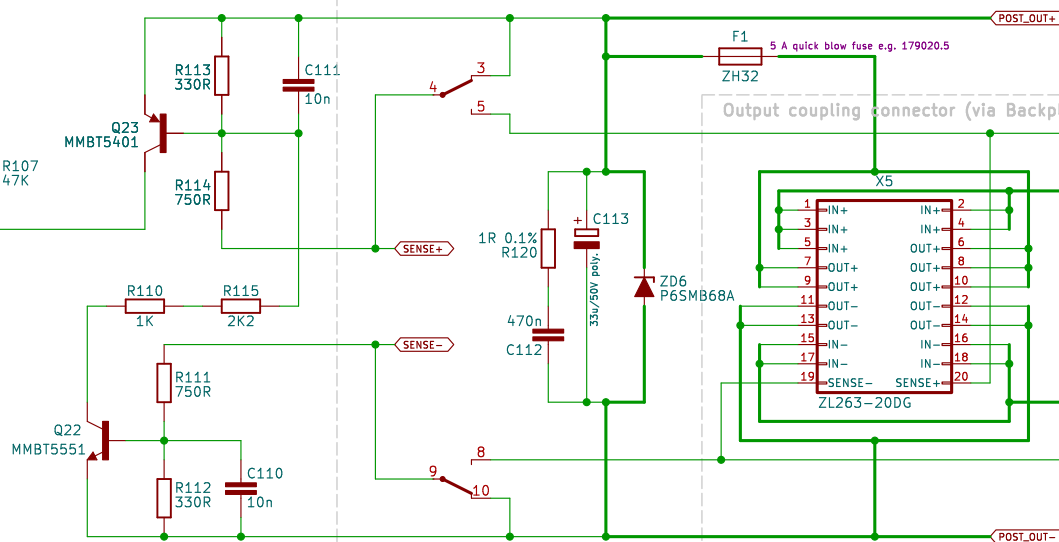 POST_OUT+
F1
5 A quick blow fuse e.g. 179020.5
ZH32
R113
330R
C111
10n
3
4
5
Output coupling connector (via Backpl
Q23
MMBT5401
R107
47K
R114
750R
X5
1 IN+
3 IN+
5 IN+
7 OUT+
9 OUT+
11 OUT-
13 OUT-
15 IN-
17 IN-
19 SENSE-
IN+ 2
IN+ 4
OUT+ 6
OUT+ 8
OUT+ 10
OUT- 12
OUT- 14
IN- 16
IN- 18
SENSE+ 20
ZL263-20DG
SENSE+
1R 0.1%
R120
+
C113
33u/50V poly.
ZD6
P6SMB68A
470n
C112
R110
1K
R115
2K2
SENSE-
R111
750R
Q22
MMBT5551
R112
330R
C110
10n
8
9
10
POST_OUT-